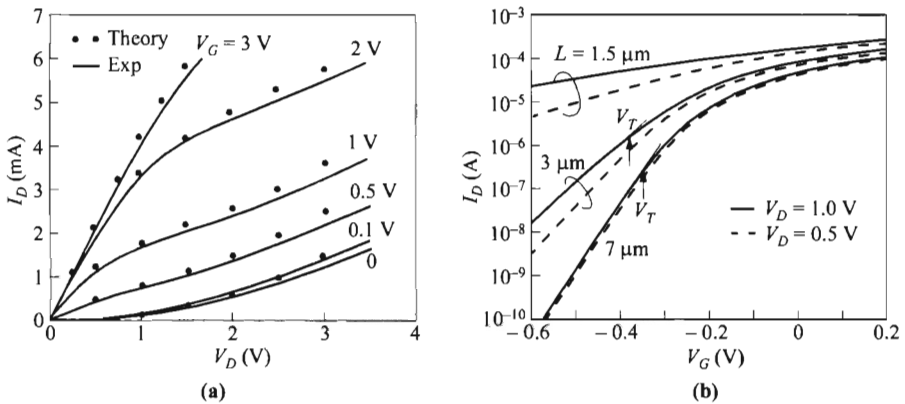 7
6
5
4
3
2
1
0
I_D (mA)
•• Theory
— Exp
V_G = 3 V
2 V
1 V
0.5 V
0.1 V
0
0 1 2 3 4
V_D (V)
(a)
10^-3
10^-4
10^-5
10^-6
10^-7
10^-8
10^-9
10^-10
I_D (A)
L = 1.5 μm
V_T
3 μm
V_T
7 μm
V_D = 1.0 V
V_D = 0.5 V
-0.6 -0.4 -0.2 0 0.2
V_G (V)
(b)